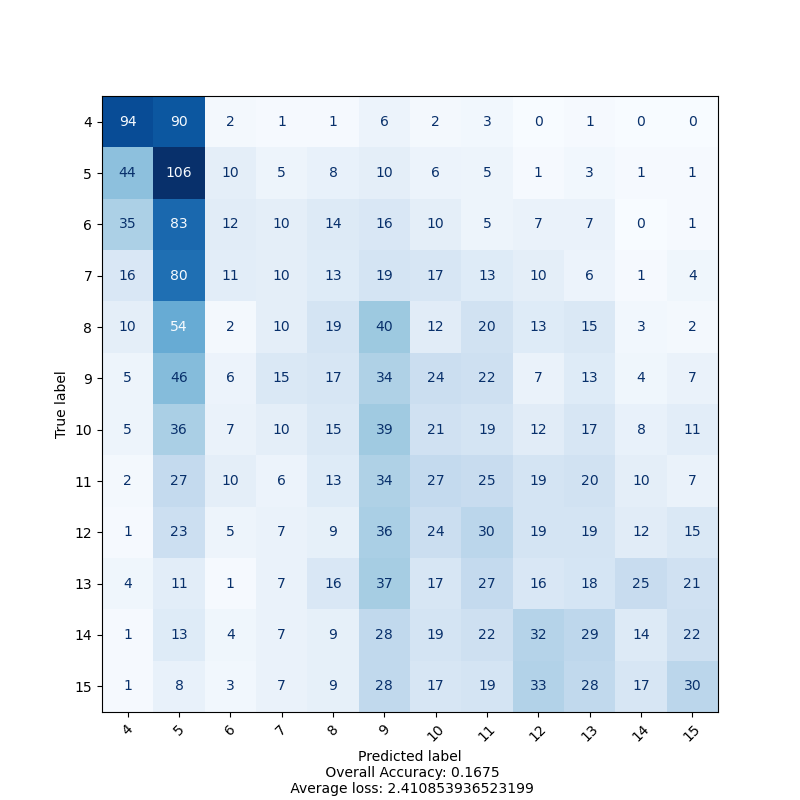 4 94 90 2 1 1 6 2 3 0 1 0 0
5 44 106 10 5 8 10 6 5 1 3 1 1
6 35 83 12 10 14 16 10 5 7 7 0 1
7 16 80 11 10 13 19 17 13 10 6 1 4
8 10 54 2 10 19 40 12 20 13 15 3 2
9 5 46 6 15 17 34 24 22 7 13 4 7
10 5 36 7 10 15 39 21 19 12 17 8 11
11 2 27 10 6 13 34 27 25 19 20 10 7
12 1 23 5 7 9 36 24 30 19 19 12 15
13 4 11 1 7 16 37 17 27 16 18 25 21
14 1 13 4 7 9 28 19 22 32 29 14 22
15 1 8 3 7 9 28 17 19 33 28 17 30
True label
4 5 6 7 8 9 10 11 12 13 14 15
Predicted label
Overall Accuracy: 0.1675
Average loss: 2.410853936523199